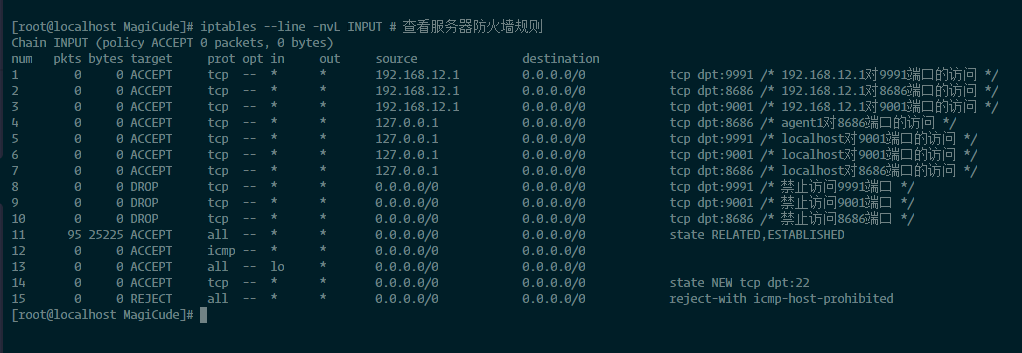 [root@localhost MagiCude]# iptables --line -nvL INPUT # 查看服务器防火墙规则
Chain INPUT (policy ACCEPT 0 packets, 0 bytes)
num pkts bytes target prot opt in out source destination
1 0 0 ACCEPT tcp -- * * 192.168.12.1 0.0.0.0/0 tcp dpt:9991 /* 192.168.12.1对9991端口的访问 */
2 0 0 ACCEPT tcp -- * * 192.168.12.1 0.0.0.0/0 tcp dpt:8686 /* 192.168.12.1对8686端口的访问 */
3 0 0 ACCEPT tcp -- * * 192.168.12.1 0.0.0.0/0 tcp dpt:9001 /* 192.168.12.1对9001端口的访问 */
4 0 0 ACCEPT tcp -- * * 127.0.0.1 0.0.0.0/0 tcp dpt:8686 /* agent1对8686端口的访问 */
5 0 0 ACCEPT tcp -- * * 127.0.0.1 0.0.0.0/0 tcp dpt:9991 /* localhost对9001端口的访问 */
6 0 0 ACCEPT tcp -- * * 127.0.0.1 0.0.0.0/0 tcp dpt:9001 /* localhost对9001端口的访问 */
7 0 0 ACCEPT tcp -- * * 127.0.0.1 0.0.0.0/0 tcp dpt:8686 /* localhost对8686端口的访问 */
8 0 0 DROP tcp -- * * 0.0.0.0/0 0.0.0.0/0 tcp dpt:9991 /* 禁止访问9991端口 */
9 0 0 DROP tcp -- * * 0.0.0.0/0 0.0.0.0/0 tcp dpt:9001 /* 禁止访问9001端口 */
10 0 0 DROP tcp -- * * 0.0.0.0/0 0.0.0.0/0 tcp dpt:8686 /* 禁止访问8686端口 */
11 95 25225 ACCEPT all -- * * 0.0.0.0/0 0.0.0.0/0 state RELATED,ESTABLISHED
12 0 0 ACCEPT icmp -- * * 0.0.0.0/0 0.0.0.0/0
13 0 0 ACCEPT all -- lo * 0.0.0.0/0 0.0.0.0/0
14 0 0 ACCEPT tcp -- * * 0.0.0.0/0 0.0.0.0/0 state NEW tcp dpt:22
15 0 0 REJECT all -- * * 0.0.0.0/0 0.0.0.0/0 reject-with icmp-host-prohibited
[root@localhost MagiCude]#